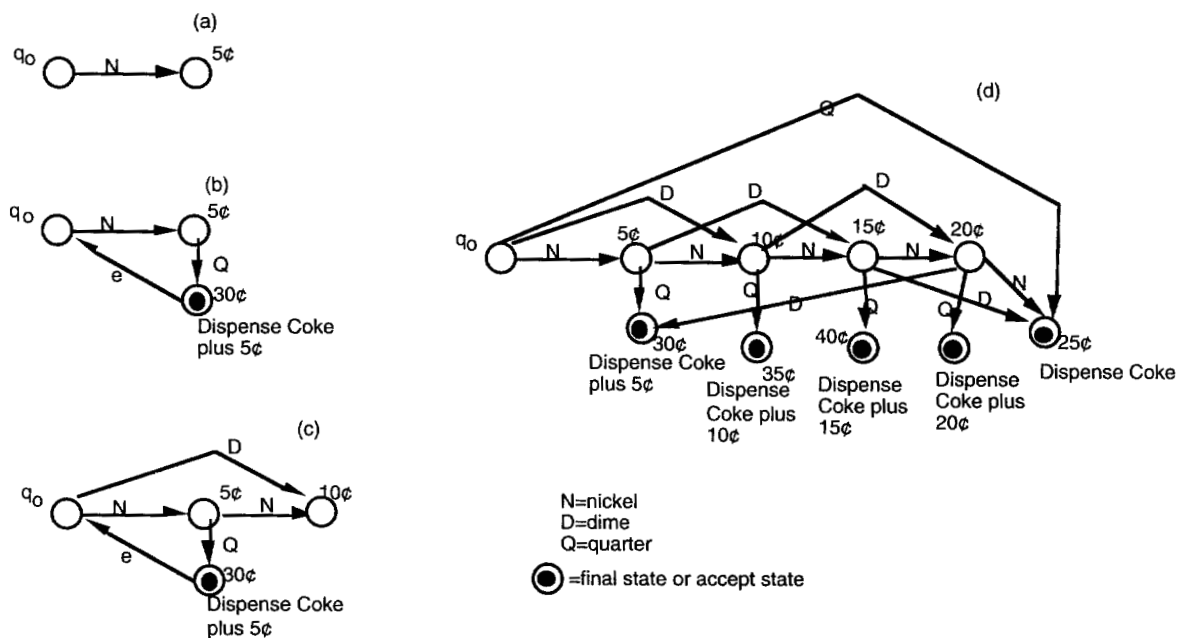 (a)
q₀
N
5¢
(b)
q₀
N
5¢
Q
e
30¢
Dispense Coke
plus 5¢
(c)
D
q₀
N
5¢
N
10¢
Q
e
30¢
Dispense Coke
plus 5¢
(d)
Q
D
D
D
q₀
N
5¢
N
10¢
N
15¢
N
20¢
N
Q
Q
D
Q
Q
D
30¢
Dispense Coke
plus 5¢
35¢
Dispense
Coke plus
10¢
40¢
Dispense
Coke plus
15¢
Dispense
Coke plus
20¢
25¢
Dispense Coke
N=nickel
D=dime
Q=quarter
=final state or accept state